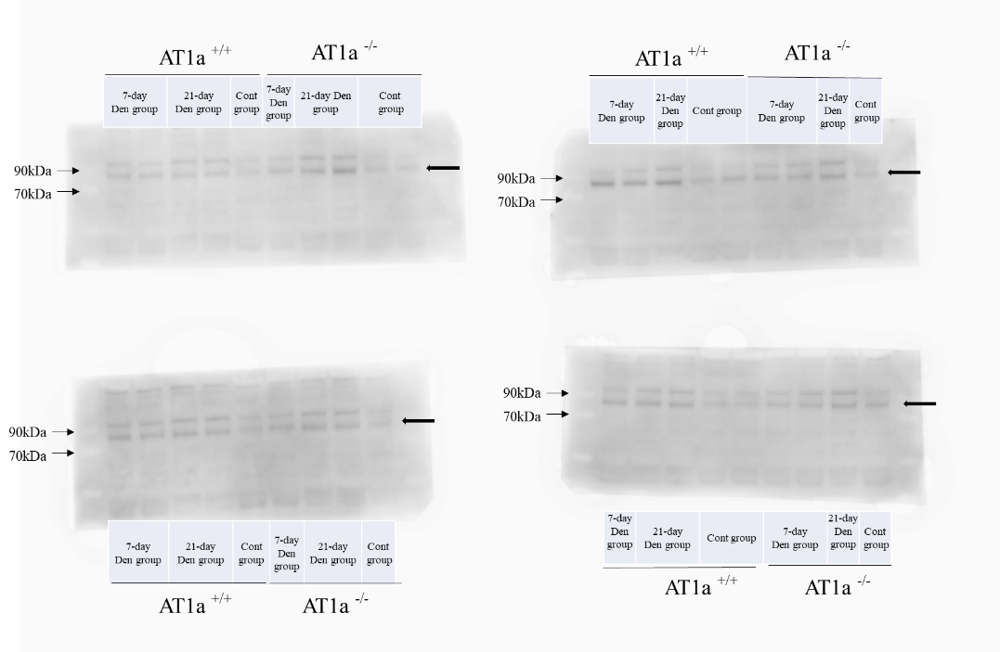 AT1a +/+
AT1a -/-
7-day
Den group
21-day
Den group
Cont
group
7-day
Den
group
21-day Den
group
Cont
group
90kDa
70kDa
AT1a +/+
AT1a -/-
7-day
Den group
21-day
Den
group
Cont group
7-day
Den group
21-day
Den
group
Cont
group
90kDa
70kDa
90kDa
70kDa
7-day
Den group
21-day
Den group
Cont
group
7-day
Den
group
21-day
Den group
Cont
group
AT1a +/+
AT1a -/-
90kDa
70kDa
7-day
Den
group
21-day
Den group
Cont group
7-day
Den group
21-day
Den
group
Cont
group
AT1a +/+
AT1a -/-